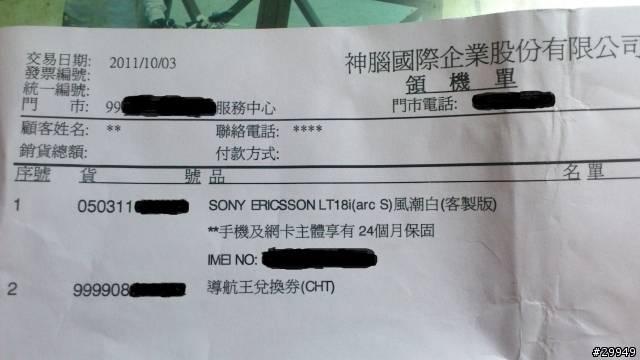 神腦國際企業股份有限公司
領機單
交易日期: 2011/10/03
發票編號:
統一編號:
門 市: 99 服務中心 門市電話:
顧客姓名: ** 聯絡電話: ****
銷貨總額: 付款方式:
序號 貨 號 品 名 單
1 050311 SONY ERICSSON LT18i(arc S)風潮白(客製版)
**手機及網卡主體享有 24個月保固
IMEI NO:
2 999908 導航王兌換券(CHT)
#29949